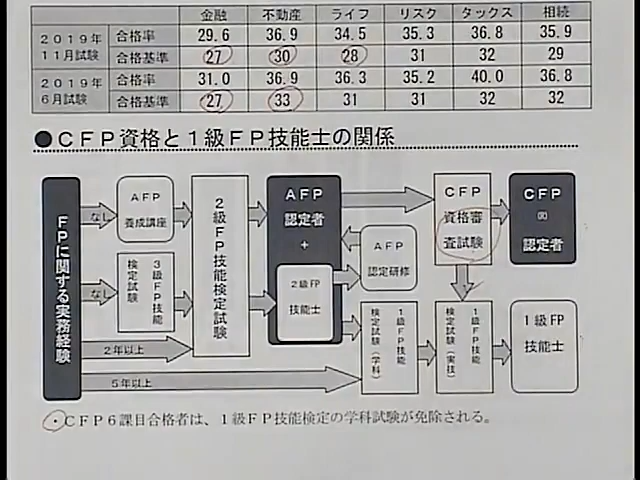 金融 不動産 ライフ リスク タックス 相続
2019年11月試験 合格率 29.6 36.9 34.5 35.3 36.8 35.9
合格基準 27 30 28 31 32 29
2019年6月試験 合格率 31.0 36.9 36.3 35.2 40.0 36.8
合格基準 27 33 31 31 32 32
●CFP資格と1級FP技能士の関係
FPに関する実務経験
なし
AFP
養成講座
なし
3級FP技能
検定試験
2年以上
5年以上
2級FP技能検定試験
AFP
認定者
+
2級FP
技能士
AFP
認定研修
1級FP技能
検定試験(学科)
CFP
資格審
査試験
1級FP技能
検定試験(実技)
CFP
®
認定者
1級FP
技能士
・CFP6課目合格者は、1級FP技能検定の学科試験が免除される。